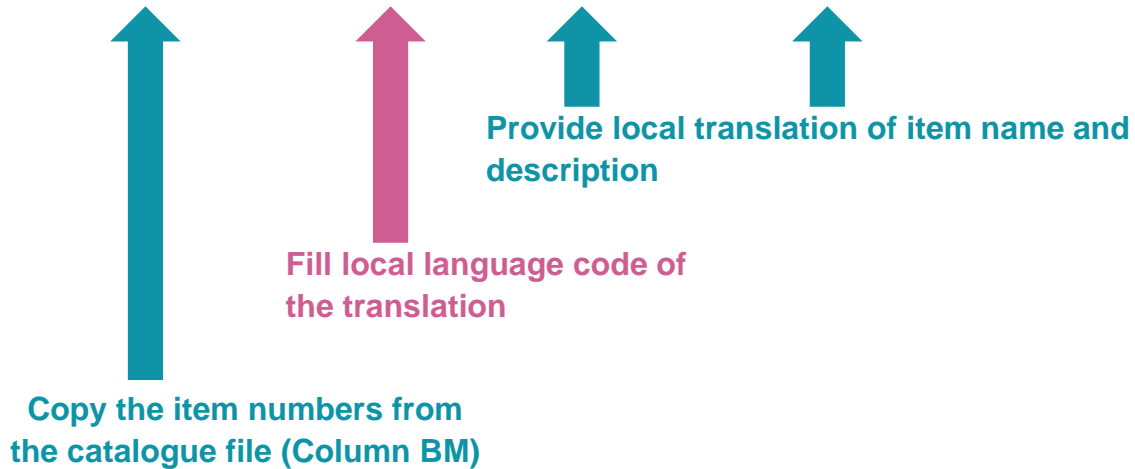 Provide local translation of item name and
description
Fill local language code of
the translation
Copy the item numbers from
the catalogue file (Column BM)